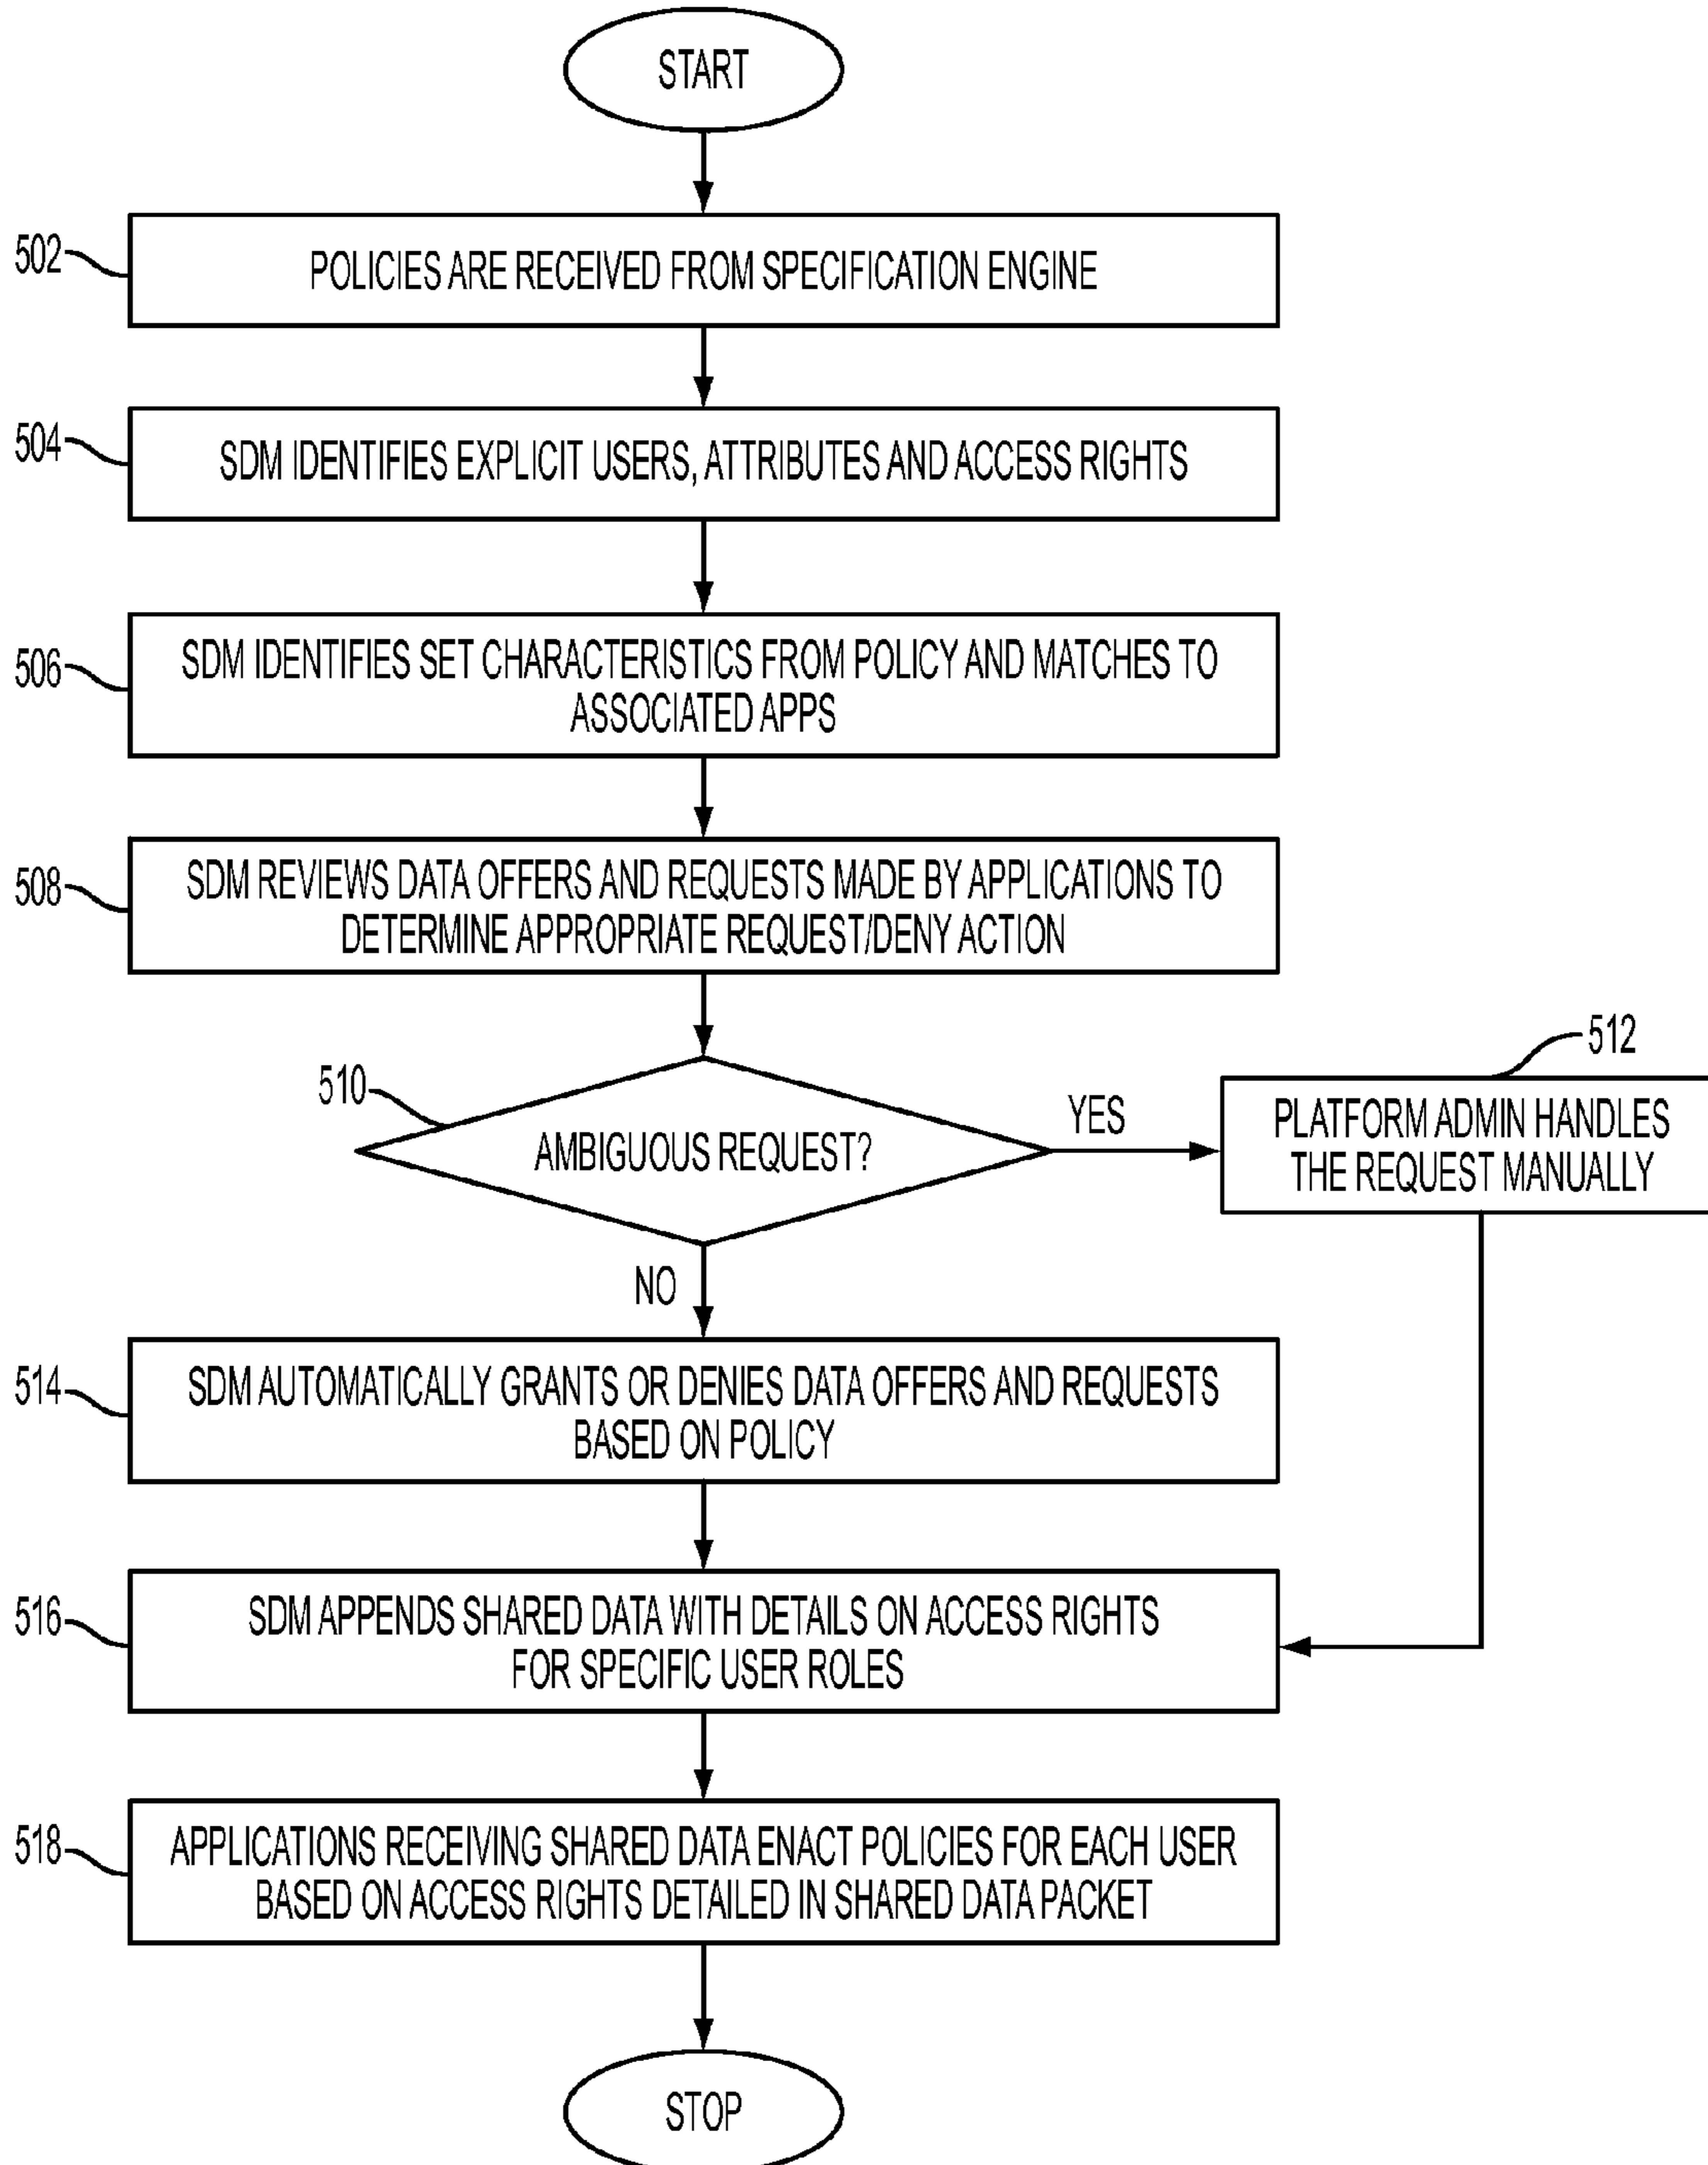 START
502
POLICIES ARE RECEIVED FROM SPECIFICATION ENGINE
504
SDM IDENTIFIES EXPLICIT USERS, ATTRIBUTES AND ACCESS RIGHTS
506
SDM IDENTIFIES SET CHARACTERISTICS FROM POLICY AND MATCHES TO
ASSOCIATED APPS
508
SDM REVIEWS DATA OFFERS AND REQUESTS MADE BY APPLICATIONS TO
DETERMINE APPROPRIATE REQUEST/DENY ACTION
510
AMBIGUOUS REQUEST?
YES
512
PLATFORM ADMIN HANDLES
THE REQUEST MANUALLY
NO
514
SDM AUTOMATICALLY GRANTS OR DENIES DATA OFFERS AND REQUESTS
BASED ON POLICY
516
SDM APPENDS SHARED DATA WITH DETAILS ON ACCESS RIGHTS
FOR SPECIFIC USER ROLES
518
APPLICATIONS RECEIVING SHARED DATA ENACT POLICIES FOR EACH USER
BASED ON ACCESS RIGHTS DETAILED IN SHARED DATA PACKET
STOP